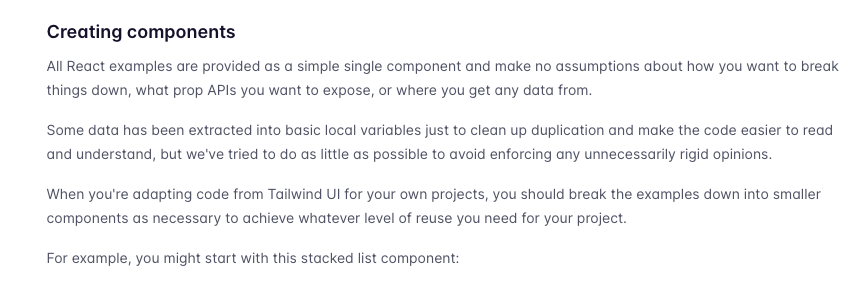 Creating components
All React examples are provided as a simple single component and make no assumptions about how you want to break
things down, what prop APIs you want to expose, or where you get any data from.
Some data has been extracted into basic local variables just to clean up duplication and make the code easier to read
and understand, but we've tried to do as little as possible to avoid enforcing any unnecessarily rigid opinions.
When you're adapting code from Tailwind UI for your own projects, you should break the examples down into smaller
components as necessary to achieve whatever level of reuse you need for your project.
For example, you might start with this stacked list component: